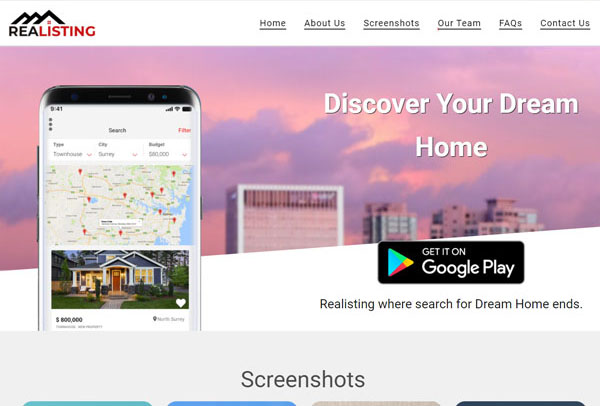 REALISTING
Home About Us Screenshots Our Team FAQs Contact Us
Discover Your Dream
Home
9:41
Search Filter
Type City Budget
Townhouse Surrey $80,000
GET IT ON
Google Play
Realisting where search for Dream Home ends.
$ 800,000 North Surrey
TOWNHOUSE - NEW PROPERTY
Screenshots